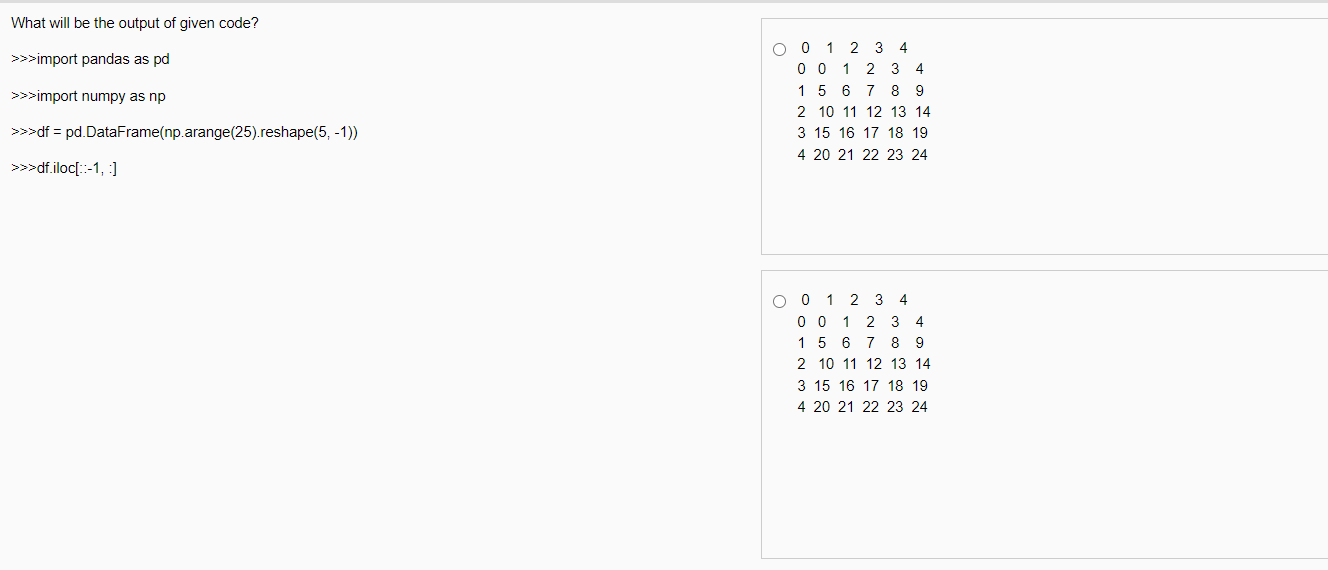 What will be the output of given code?
>>>import pandas as pd
>>>import numpy as np
>>>df = pd.DataFrame(np.arange(25).reshape(5, -1))
>>>df.iloc[::-1, :]
0 1 2 3 4
0 0 1 2 3 4
1 5 6 7 8 9
2 10 11 12 13 14
3 15 16 17 18 19
4 20 21 22 23 24
0 1 2 3 4
0 0 1 2 3 4
1 5 6 7 8 9
2 10 11 12 13 14
3 15 16 17 18 19
4 20 21 22 23 24